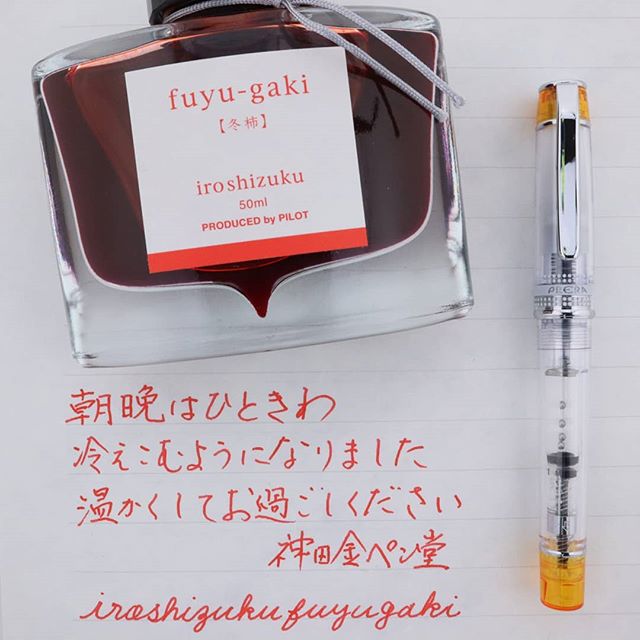 fuyu-gaki
【冬柿】
iroshizuku
50ml
PRODUCED by PILOT
PRERA
朝晩はひときわ
冷えこむようになりました
温かくしてお過ごしください
神田金ペン堂
iroshizuku fuyugaki